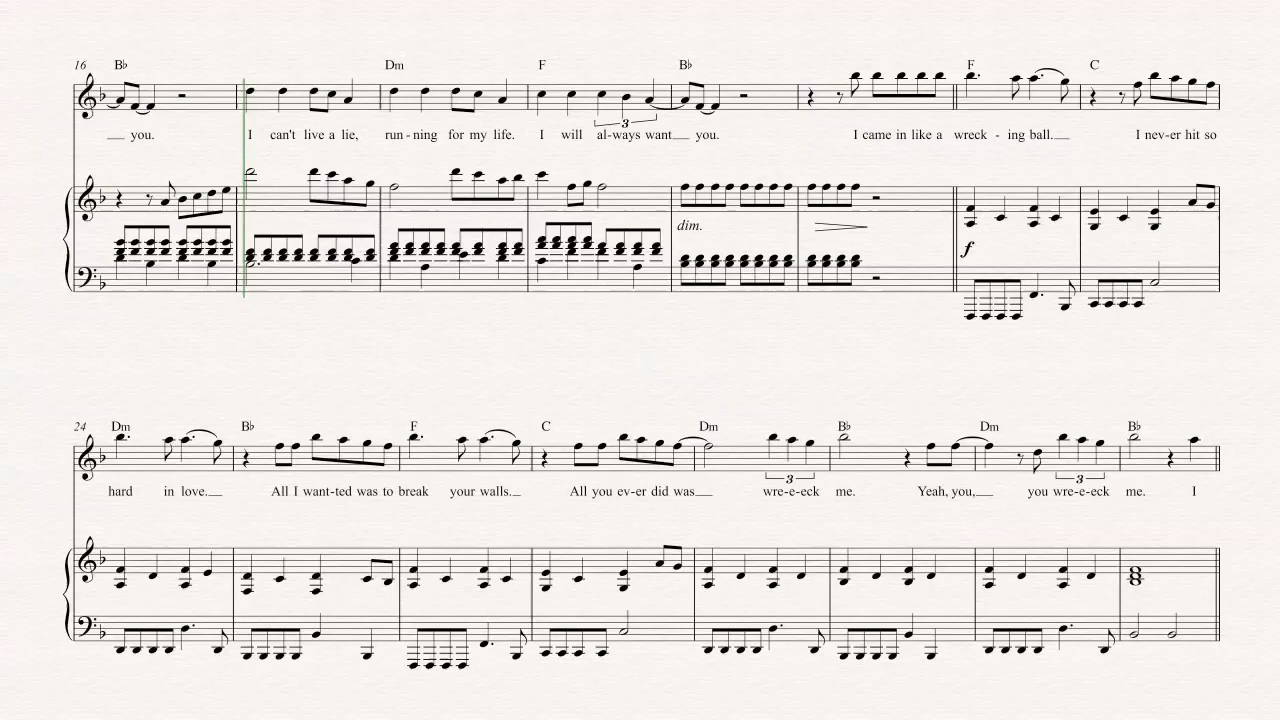 16 B♭ Dm F B♭ F C
you. I can't live a lie, run - ning for my life. I will al-ways want you. I came in like a wreck - ing ball. I nev-er hit so
3
dim.
f
24 Dm B♭ F C Dm B♭ Dm B♭
hard in love. All I want-ted was to break your walls. All you ev-er did was wre-e-eck me. Yeah, you, you wre-e-eck me. I
3 3